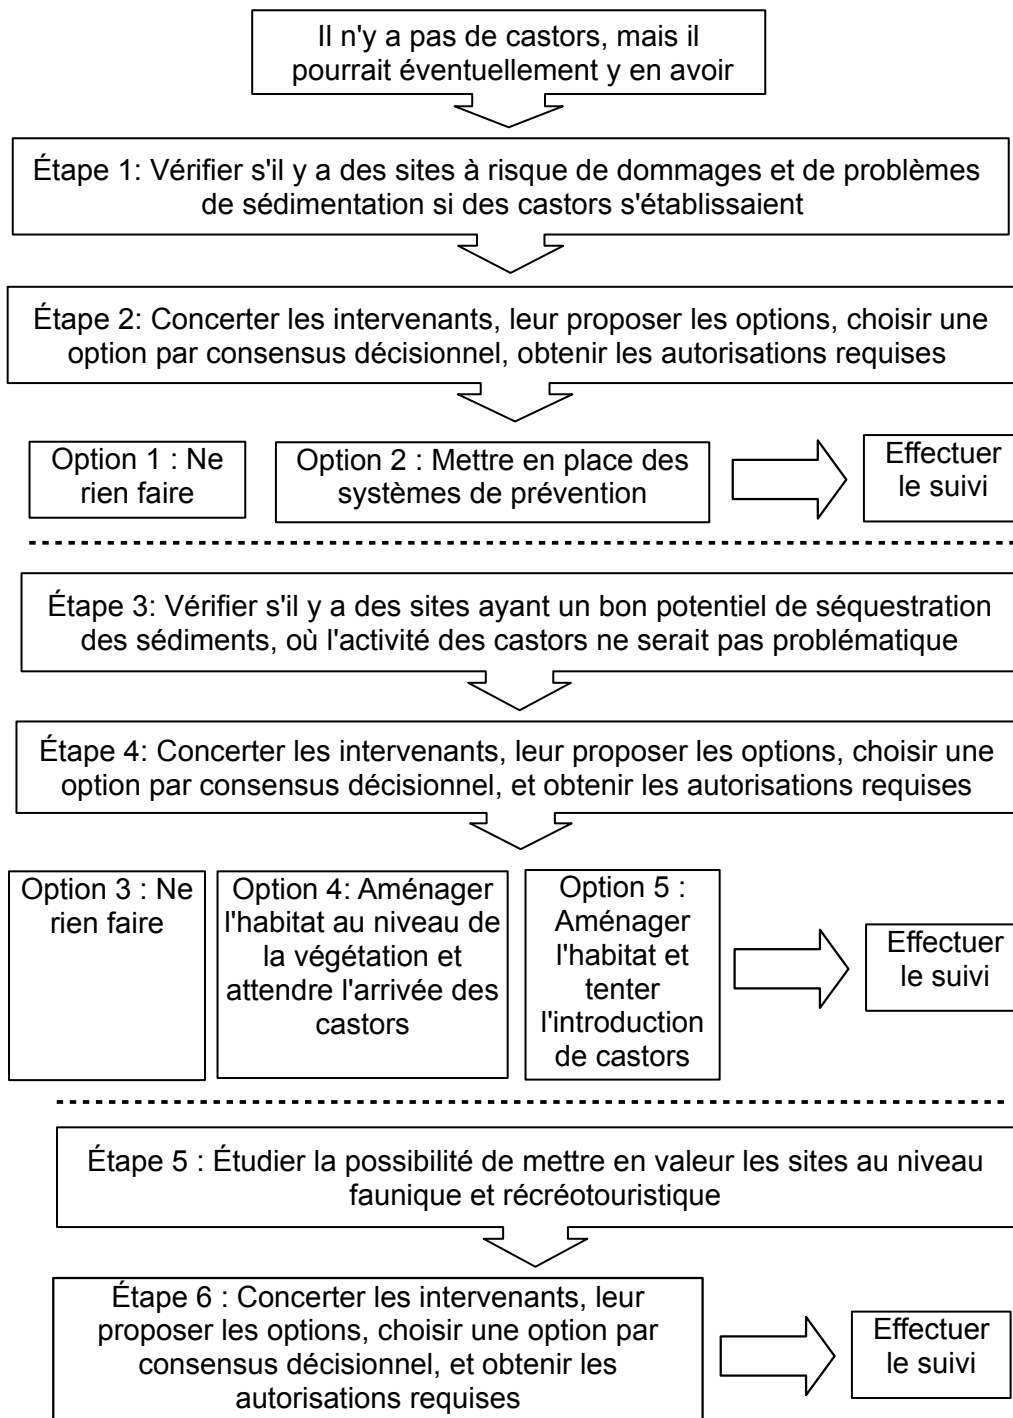 Il n'y a pas de castors, mais il
pourrait éventuellement y en avoir
Étape 1: Vérifier s'il y a des sites à risque de dommages et de problèmes
de sédimentation si des castors s'établissaient
Étape 2: Concerter les intervenants, leur proposer les options, choisir une
option par consensus décisionnel, obtenir les autorisations requises
Option 1 : Ne
rien faire
Option 2 : Mettre en place des
systèmes de prévention
Effectuer
le suivi
Étape 3: Vérifier s'il y a des sites ayant un bon potentiel de séquestration
des sédiments, où l'activité des castors ne serait pas problématique
Étape 4: Concerter les intervenants, leur proposer les options, choisir une
option par consensus décisionnel, et obtenir les autorisations requises
Option 3 : Ne
rien faire
Option 4: Aménager
l'habitat au niveau de
la végétation et
attendre l'arrivée des
castors
Option 5 :
Aménager
l'habitat et
tenter
l'introduction
de castors
Effectuer
le suivi
Étape 5 : Étudier la possibilité de mettre en valeur les sites au niveau
faunique et récréotouristique
Étape 6 : Concerter les intervenants, leur
proposer les options, choisir une option par
consensus décisionnel, et obtenir les
autorisations requises
Effectuer
le suivi